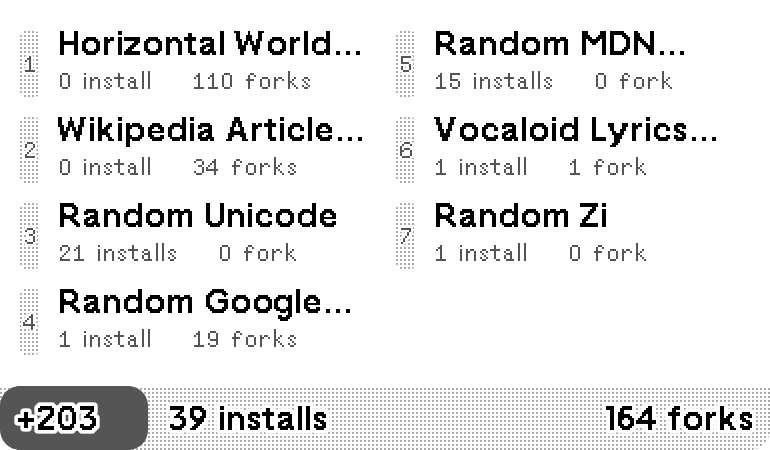 1
Horizontal World...
0 install 110 forks
2
Wikipedia Article...
0 install 34 forks
3
Random Unicode
21 installs 0 fork
4
Random Google...
1 install 19 forks
5
Random MDN...
15 installs 0 fork
6
Vocaloid Lyrics...
1 install 1 fork
7
Random Zi
1 install 0 fork
+203 39 installs 164 forks